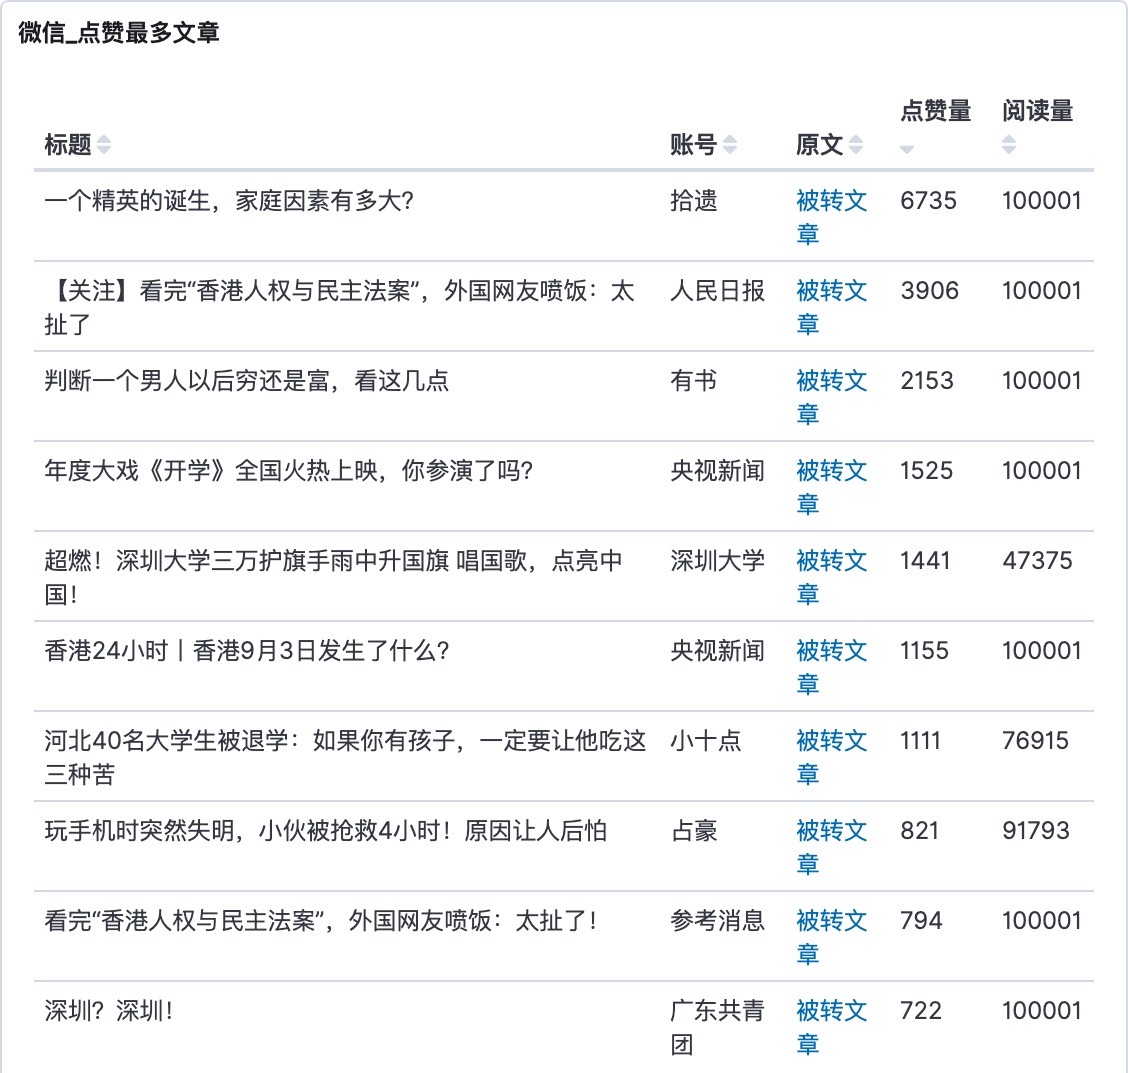 微信_点赞最多文章
点赞量 阅读量
标题 账号 原文
一个精英的诞生，家庭因素有多大？ 拾遗 被转文 6735 100001
章
【关注】看完“香港人权与民主法案”，外国网友喷饭：太 人民日报 被转文 3906 100001
扯了 章
判断一个男人以后穷还是富，看这几点 有书 被转文 2153 100001
章
年度大戏《开学》全国火热上映，你参演了吗？ 央视新闻 被转文 1525 100001
章
超燃！深圳大学三万护旗手雨中升国旗 唱国歌，点亮中 深圳大学 被转文 1441 47375
国！ 章
香港24小时丨香港9月3日发生了什么？ 央视新闻 被转文 1155 100001
章
河北40名大学生被退学：如果你有孩子，一定要让他吃这 小十点 被转文 1111 76915
三种苦 章
玩手机时突然失明，小伙被抢救4小时！原因让人后怕 占豪 被转文 821 91793
章
看完“香港人权与民主法案”，外国网友喷饭：太扯了！ 参考消息 被转文 794 100001
章
深圳？深圳！ 广东共青 被转文 722 100001
团 章